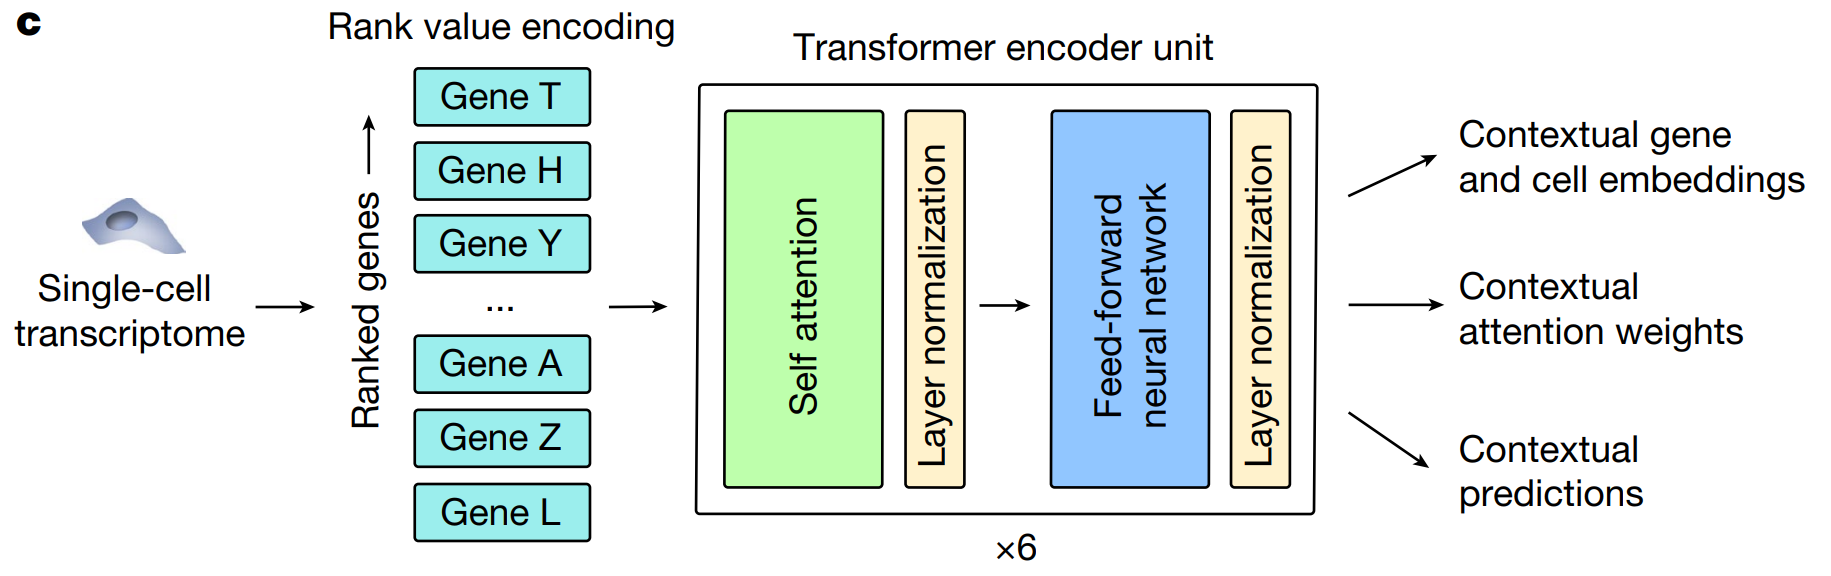 c
Rank value encoding
Transformer encoder unit
Single-cell
transcriptome
Ranked genes
Gene T
Gene H
Gene Y
...
Gene A
Gene Z
Gene L
Self attention
Layer normalization
Feed-forward
neural network
Layer normalization
×6
Contextual gene
and cell embeddings
Contextual
attention weights
Contextual
predictions